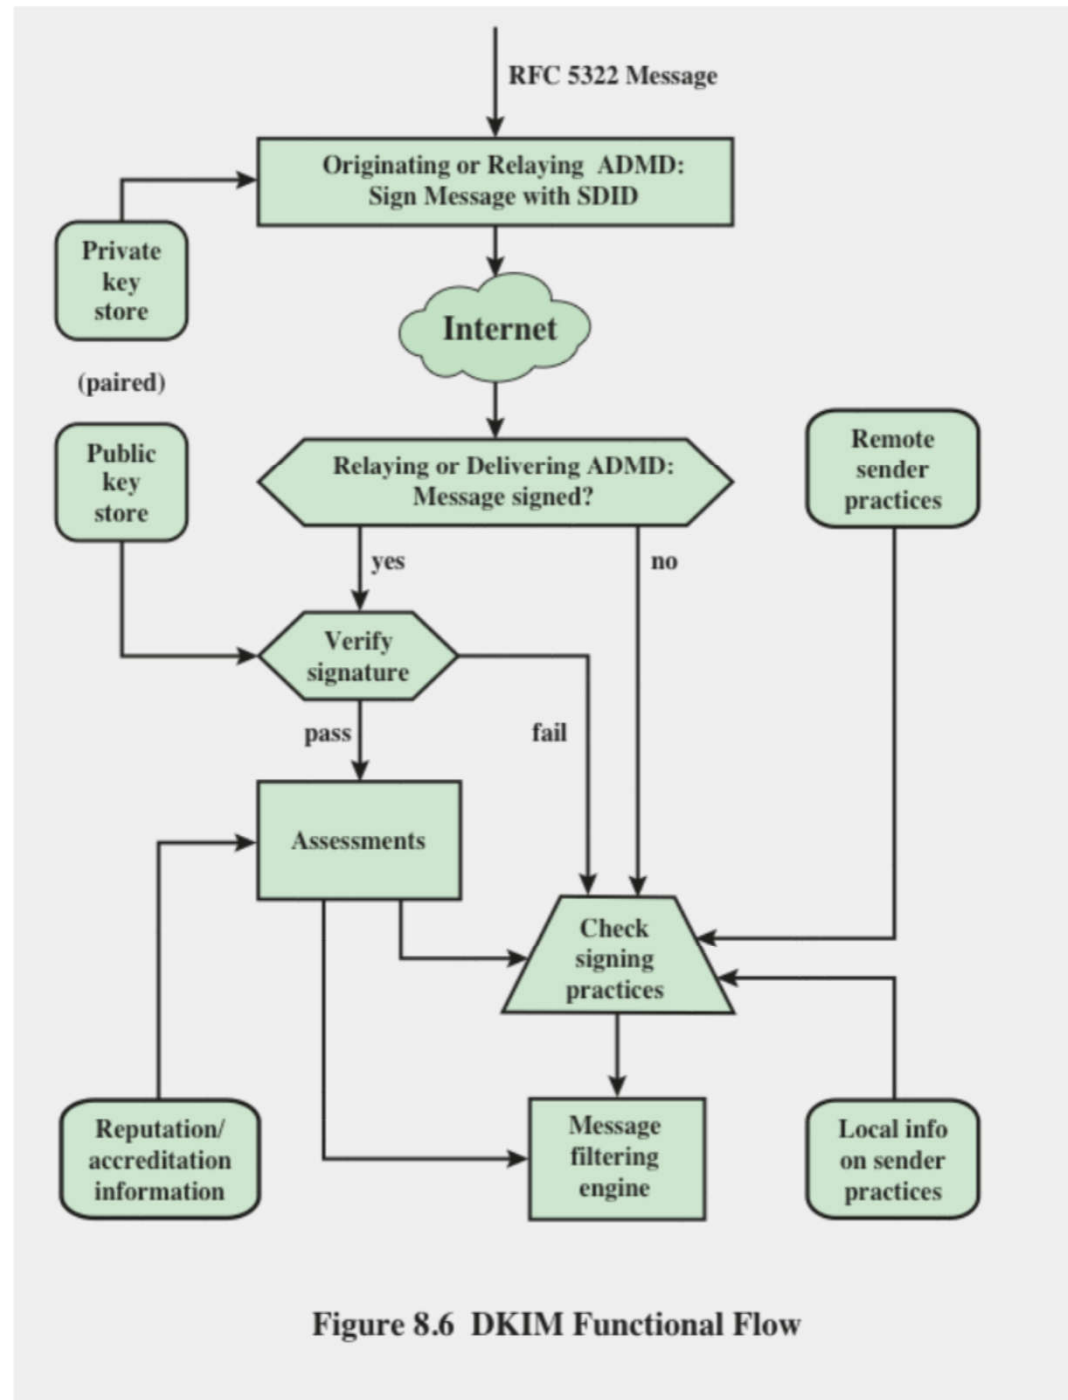 RFC 5322 Message
Originating or Relaying ADMD:
Sign Message with SDID
Private
key
store
Internet
(paired)
Public
key
store
Relaying or Delivering ADMD:
Message signed?
Remote
sender
practices
yes
no
Verify
signature
pass
fail
Assessments
Check
signing
practices
Reputation/
accreditation
information
Message
filtering
engine
Local info
on sender
practices
Figure 8.6 DKIM Functional Flow